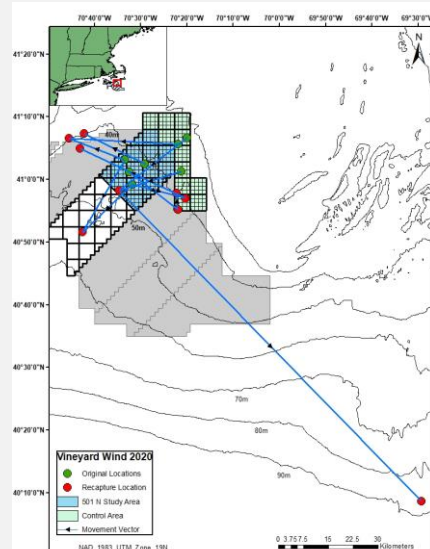 70°40'0"W 70°30'0"W 70°20'0"W 70°10'0"W 70°0'0"W 69°50'0"W 69°40'0"W 69°30'0"W
41°20'0"N
41°10'0"N
41°0'0"N
40°50'0"N
40°40'0"N
40°30'0"N
40°20'0"N
40°10'0"N
N
40m
50m
70m
80m
90m
Vineyard Wind 2020
Original Locations
Recapture Locations
501 N Study Area
Control Area
Movement Vector
NAD 1983 UTM Zone 19N
0 3.75 7.5 15 22.5 30
Kilometers